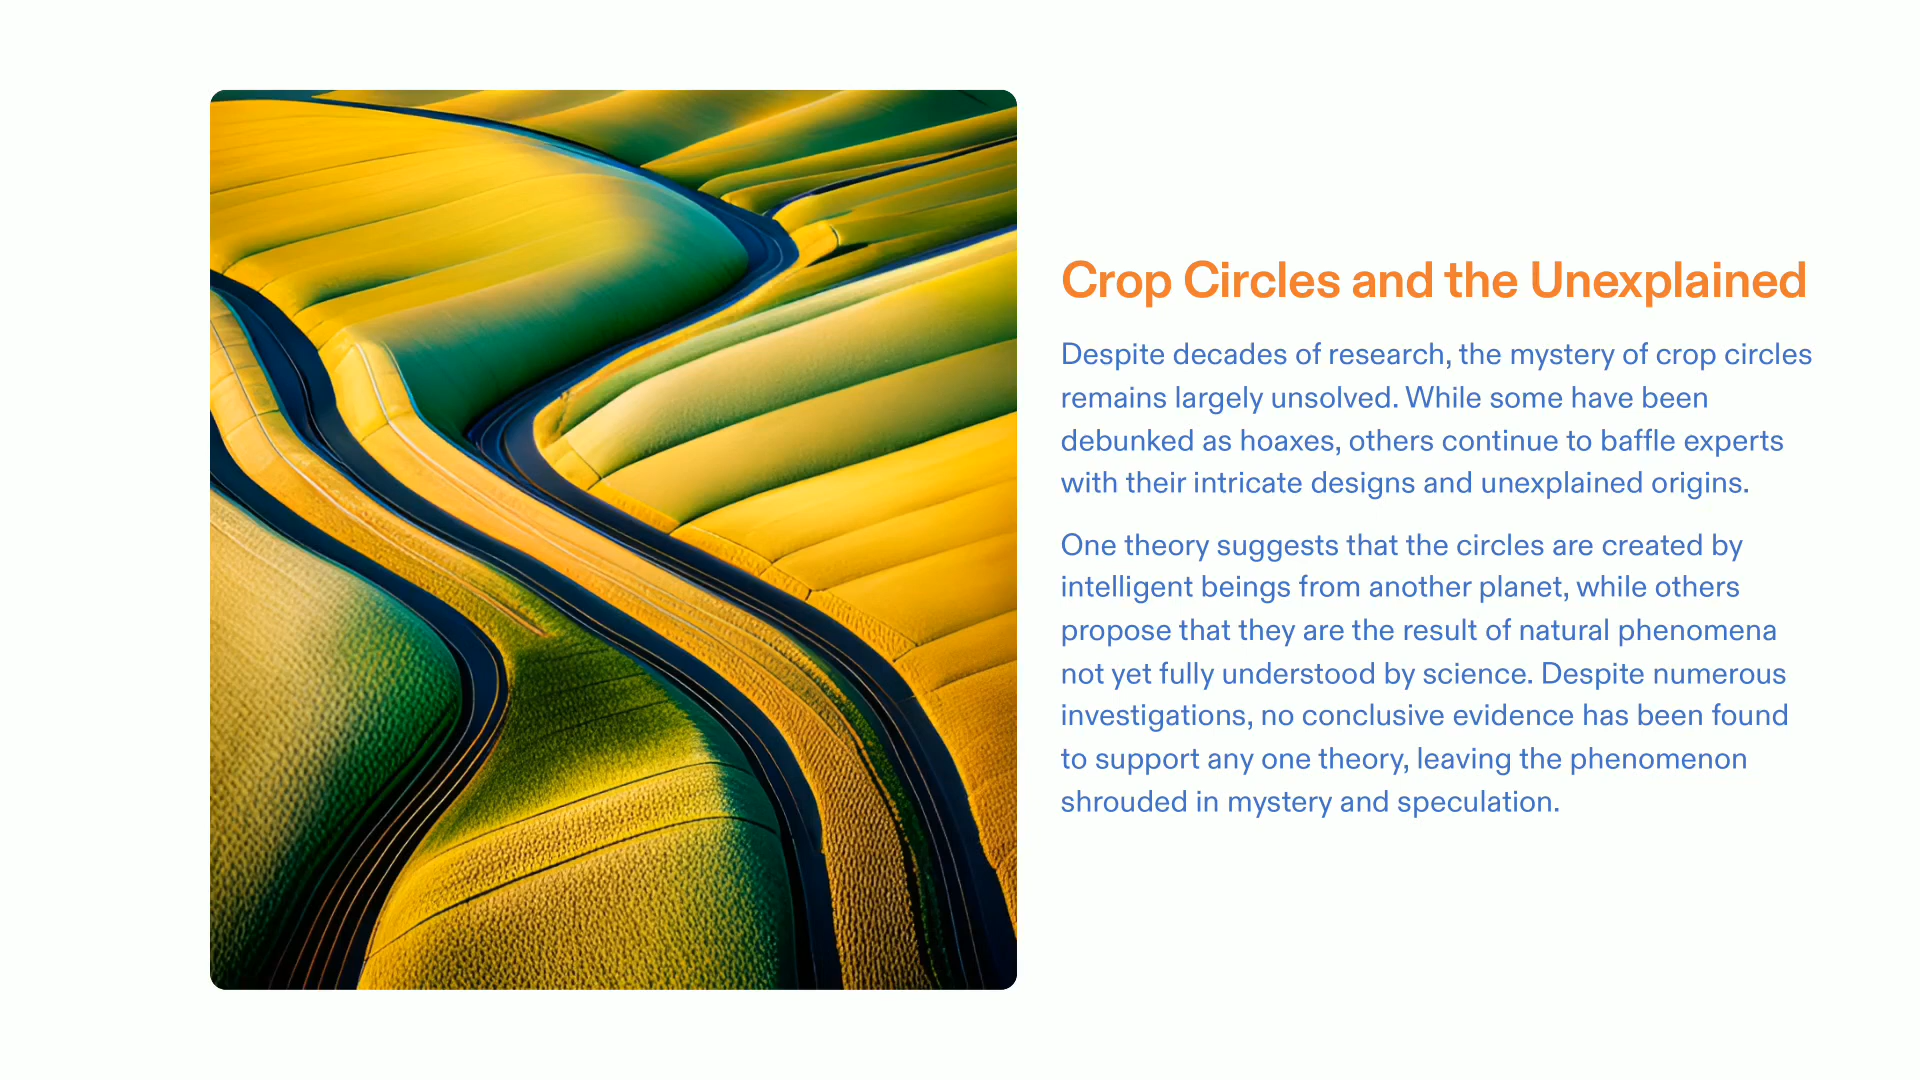 Crop Circles and the Unexplained
Despite decades of research, the mystery of crop circles
remains largely unsolved. While some have been
debunked as hoaxes, others continue to baffle experts
with their intricate designs and unexplained origins.
One theory suggests that the circles are created by
intelligent beings from another planet, while others
propose that they are the result of natural phenomena
not yet fully understood by science. Despite numerous
investigations, no conclusive evidence has been found
to support any one theory, leaving the phenomenon
shrouded in mystery and speculation.